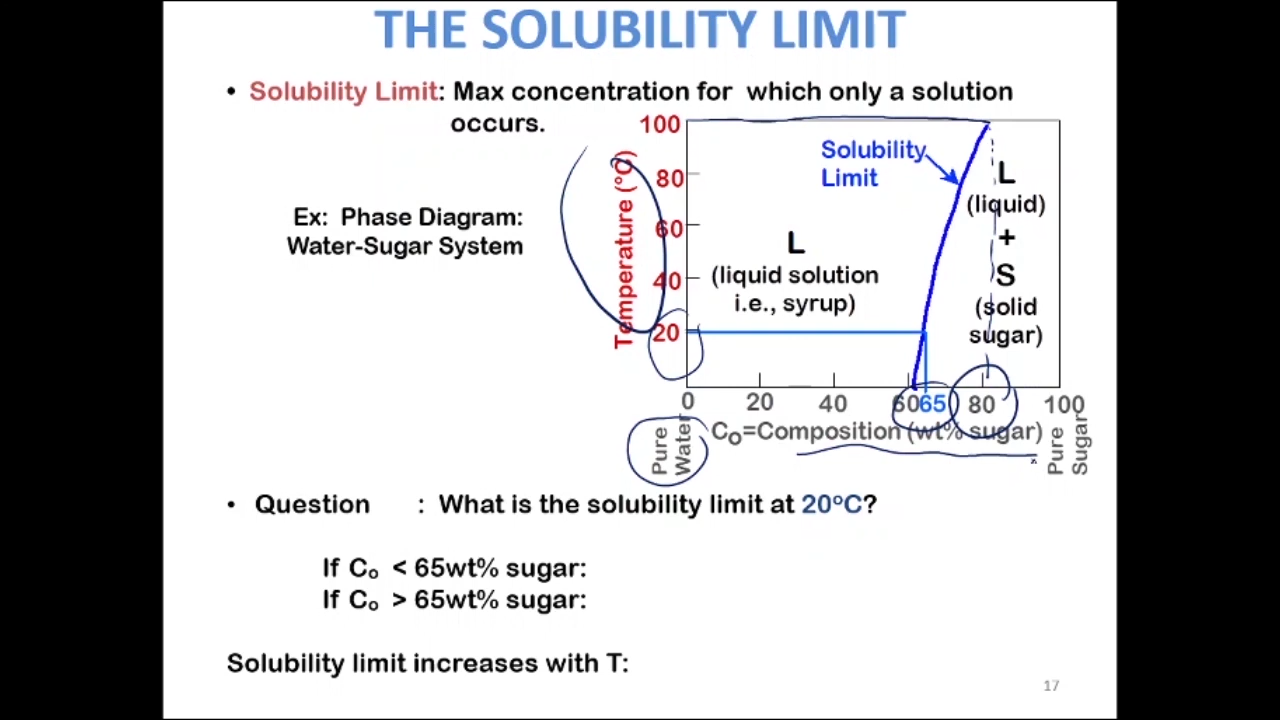 THE SOLUBILITY LIMIT
• Solubility Limit: Max concentration for which only a solution
occurs.
Ex: Phase Diagram:
Water-Sugar System
Temperature (°C)
100
80
60
40
20
Solubility
Limit
L
(liquid solution
i.e., syrup)
L
(liquid)
+
S
(solid
sugar)
0 20 40 60 65 80 100
Pure
Water
Co=Composition (wt% sugar)
Pure
Sugar
• Question : What is the solubility limit at 20°C?
If Co < 65wt% sugar:
If Co > 65wt% sugar:
Solubility limit increases with T:
17